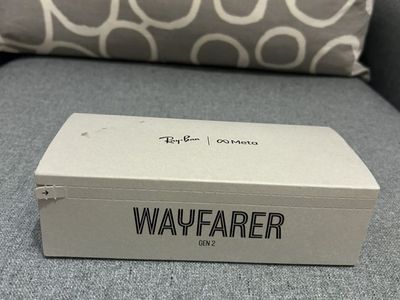 Ray-Ban | Meta
WAYFARER
GEN 2